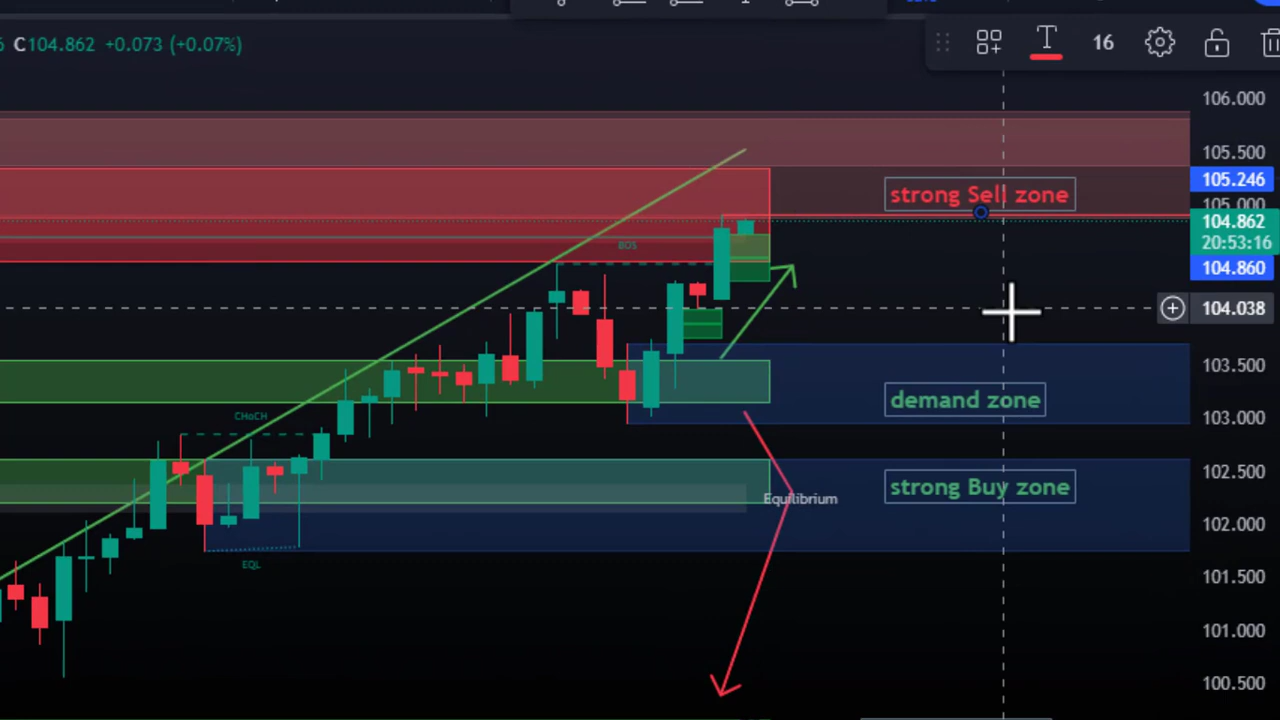 C104.862 +0.073 (+0.07%)
16
106.000
105.500
105.246
strong Sell zone
105.000
104.862
20:53:16
BOS
104.860
104.038
103.500
demand zone
103.000
CHoCH
102.500
strong Buy zone
Equilibrium
102.000
EQL
101.500
101.000
100.500